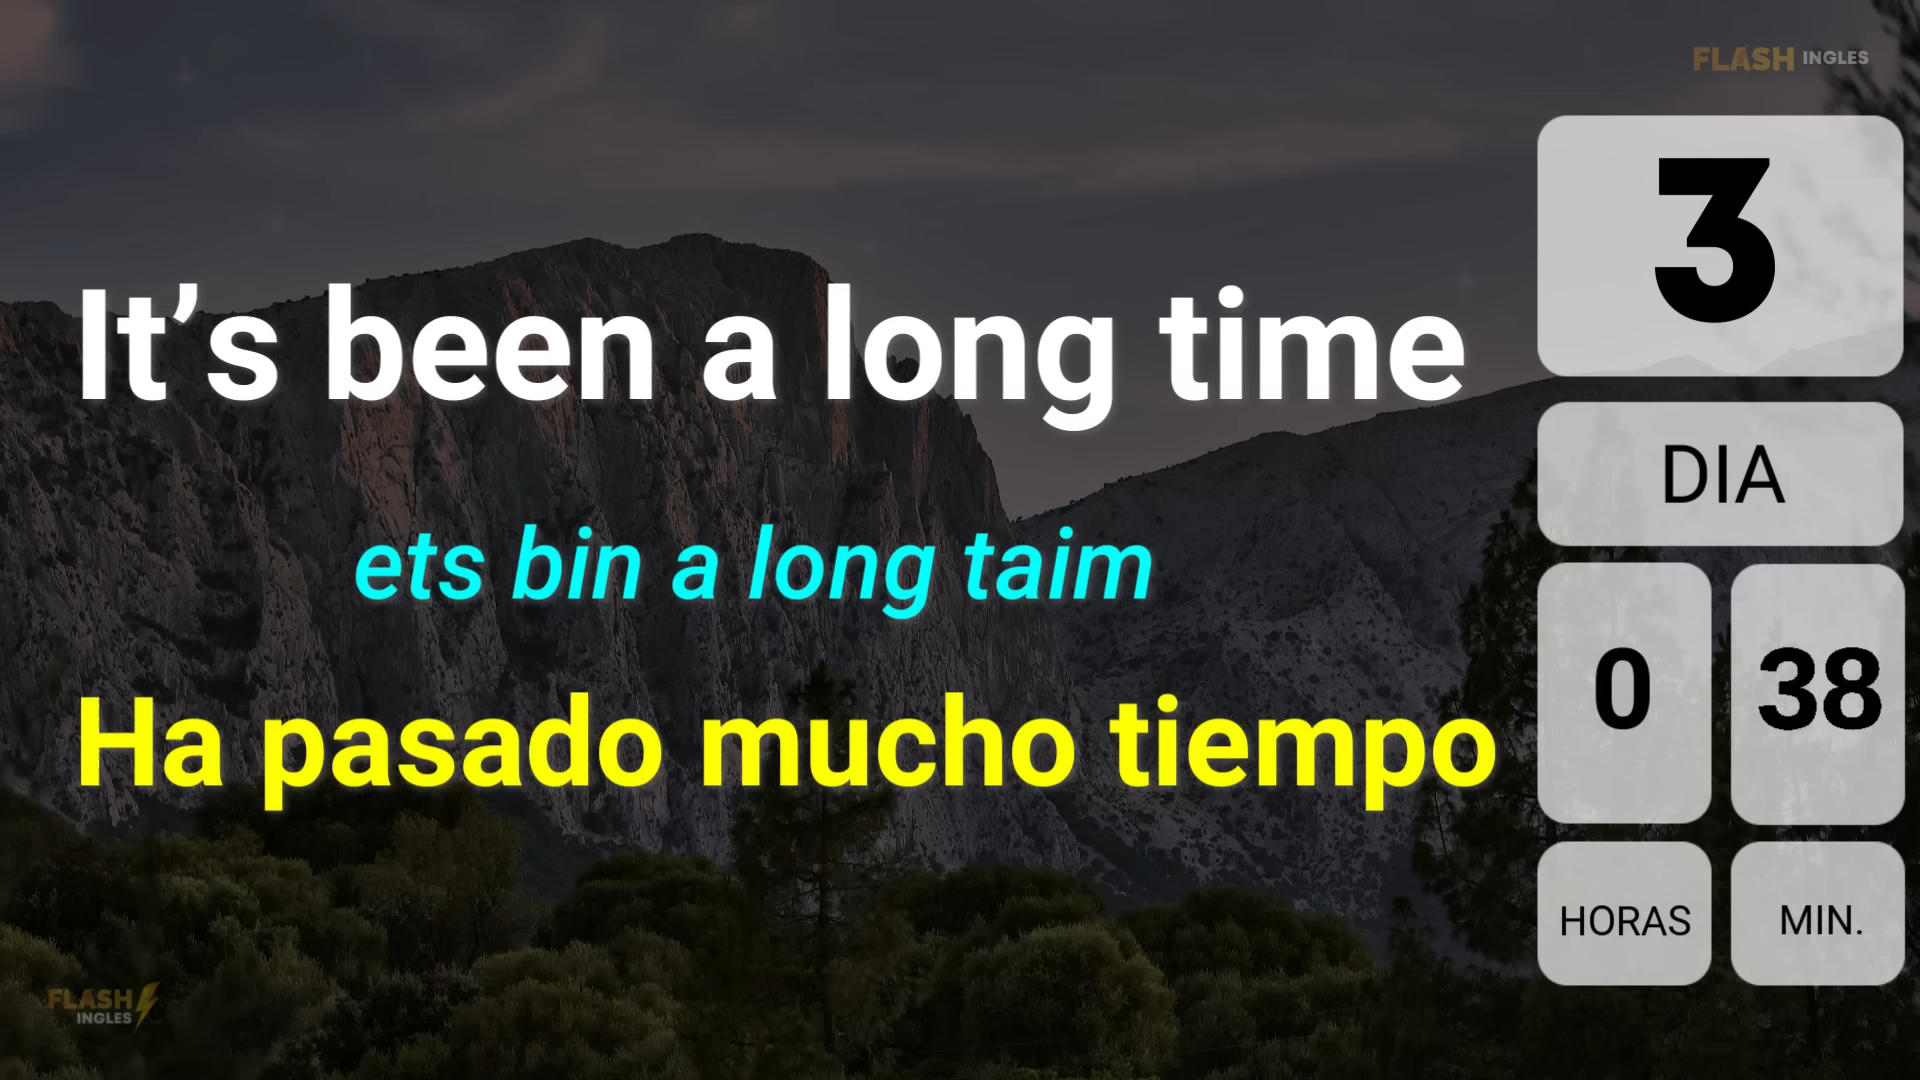 FLASH INGLES
It’s been a long time
ets bin a long taim
Ha pasado mucho tiempo
3
DIA
0 38
HORAS MIN.
FLASH
INGLES